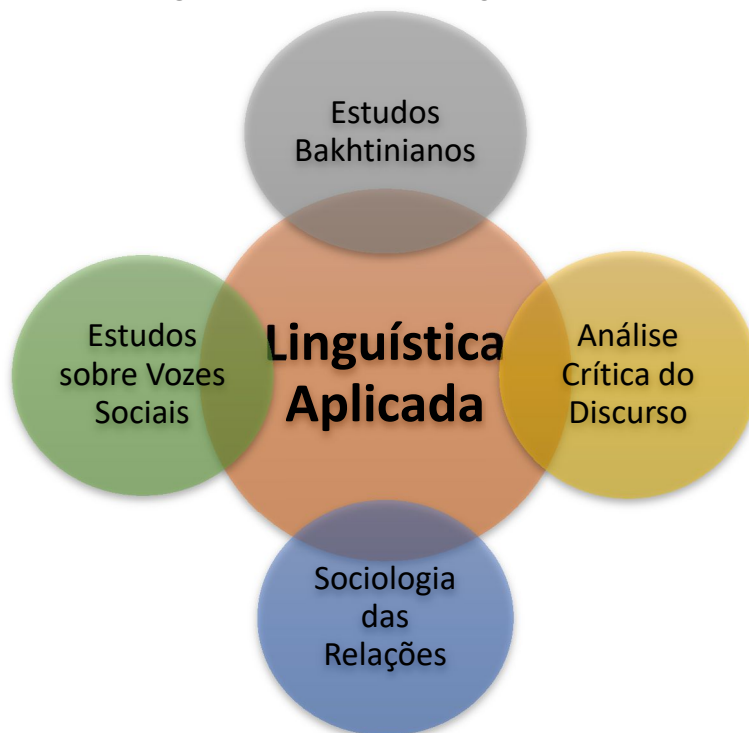 Estudos
Bakhtinianos
Estudos
sobre Vozes
Sociais
Linguística
Aplicada
Análise
Crítica do
Discurso
Sociologia
das
Relações